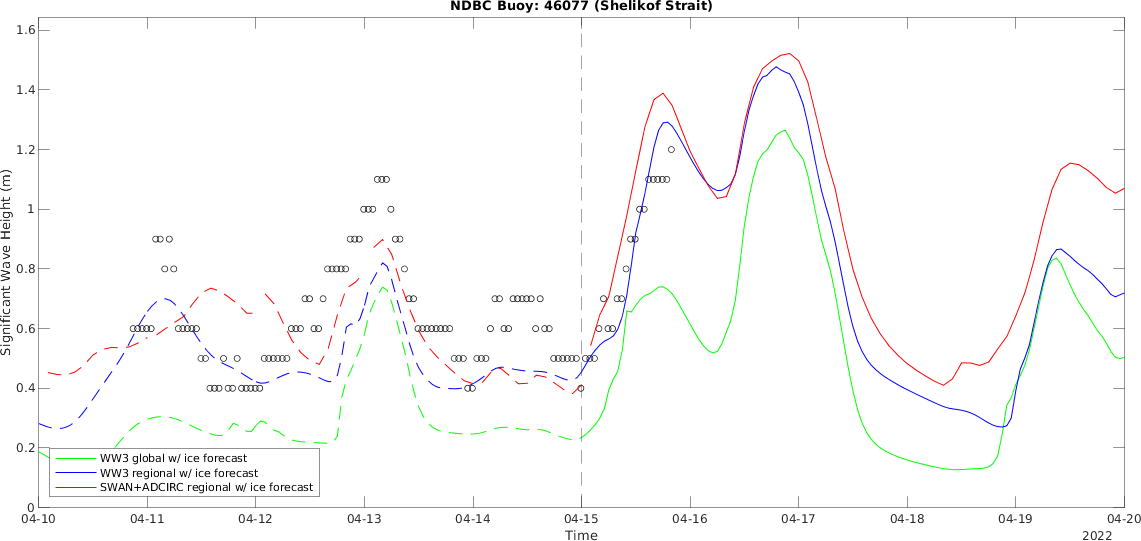 NDBC Buoy: 46077 (Shelikof Strait)
1.6
1.4
1.2
1
0.8
0.6
0.4
0.2
0
Significant Wave Height (m)
WW3 global w/ ice forecast
WW3 regional w/ ice forecast
SWAN+ADCIRC regional w/ ice forecast
04-10 04-11 04-12 04-13 04-14 04-15 04-16 04-17 04-18 04-19 04-20
Time
2022